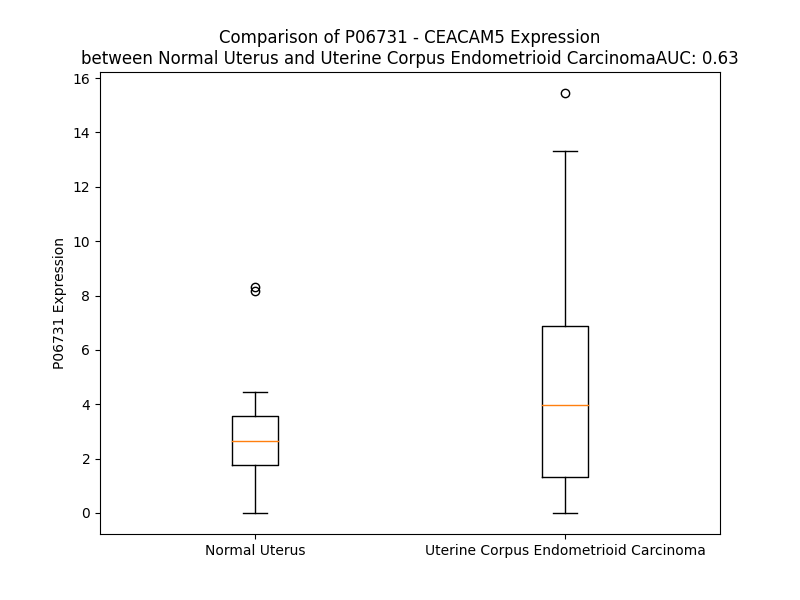 Comparison of P06731 - CEACAM5 Expression
between Normal Uterus and Uterine Corpus Endometrioid CarcinomaAUC: 0.63
16
14
12
10
8
6
4
2
0
P06731 Expression
Normal Uterus
Uterine Corpus Endometrioid Carcinoma